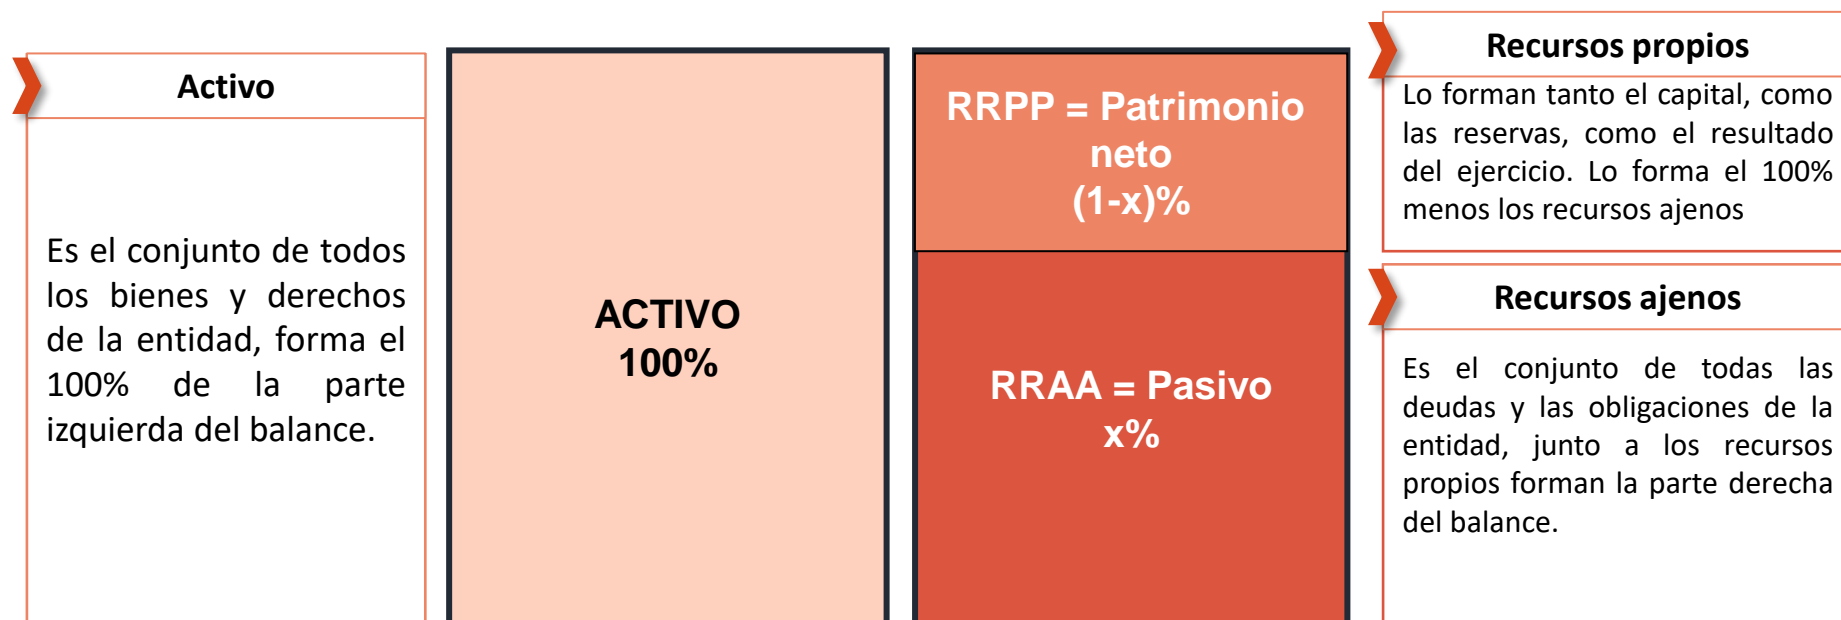 Activo
Es el conjunto de todos
los bienes y derechos
de la entidad, forma el
100% de la parte
izquierda del balance.
ACTIVO
100%
RRPP = Patrimonio
neto
(1-x)%
RRAA = Pasivo
x%
Recursos propios
Lo forman tanto el capital, como
las reservas, como el resultado
del ejercicio. Lo forma el 100%
menos los recursos ajenos
Recursos ajenos
Es el conjunto de todas las
deudas y las obligaciones de la
entidad, junto a los recursos
propios forman la parte derecha
del balance.